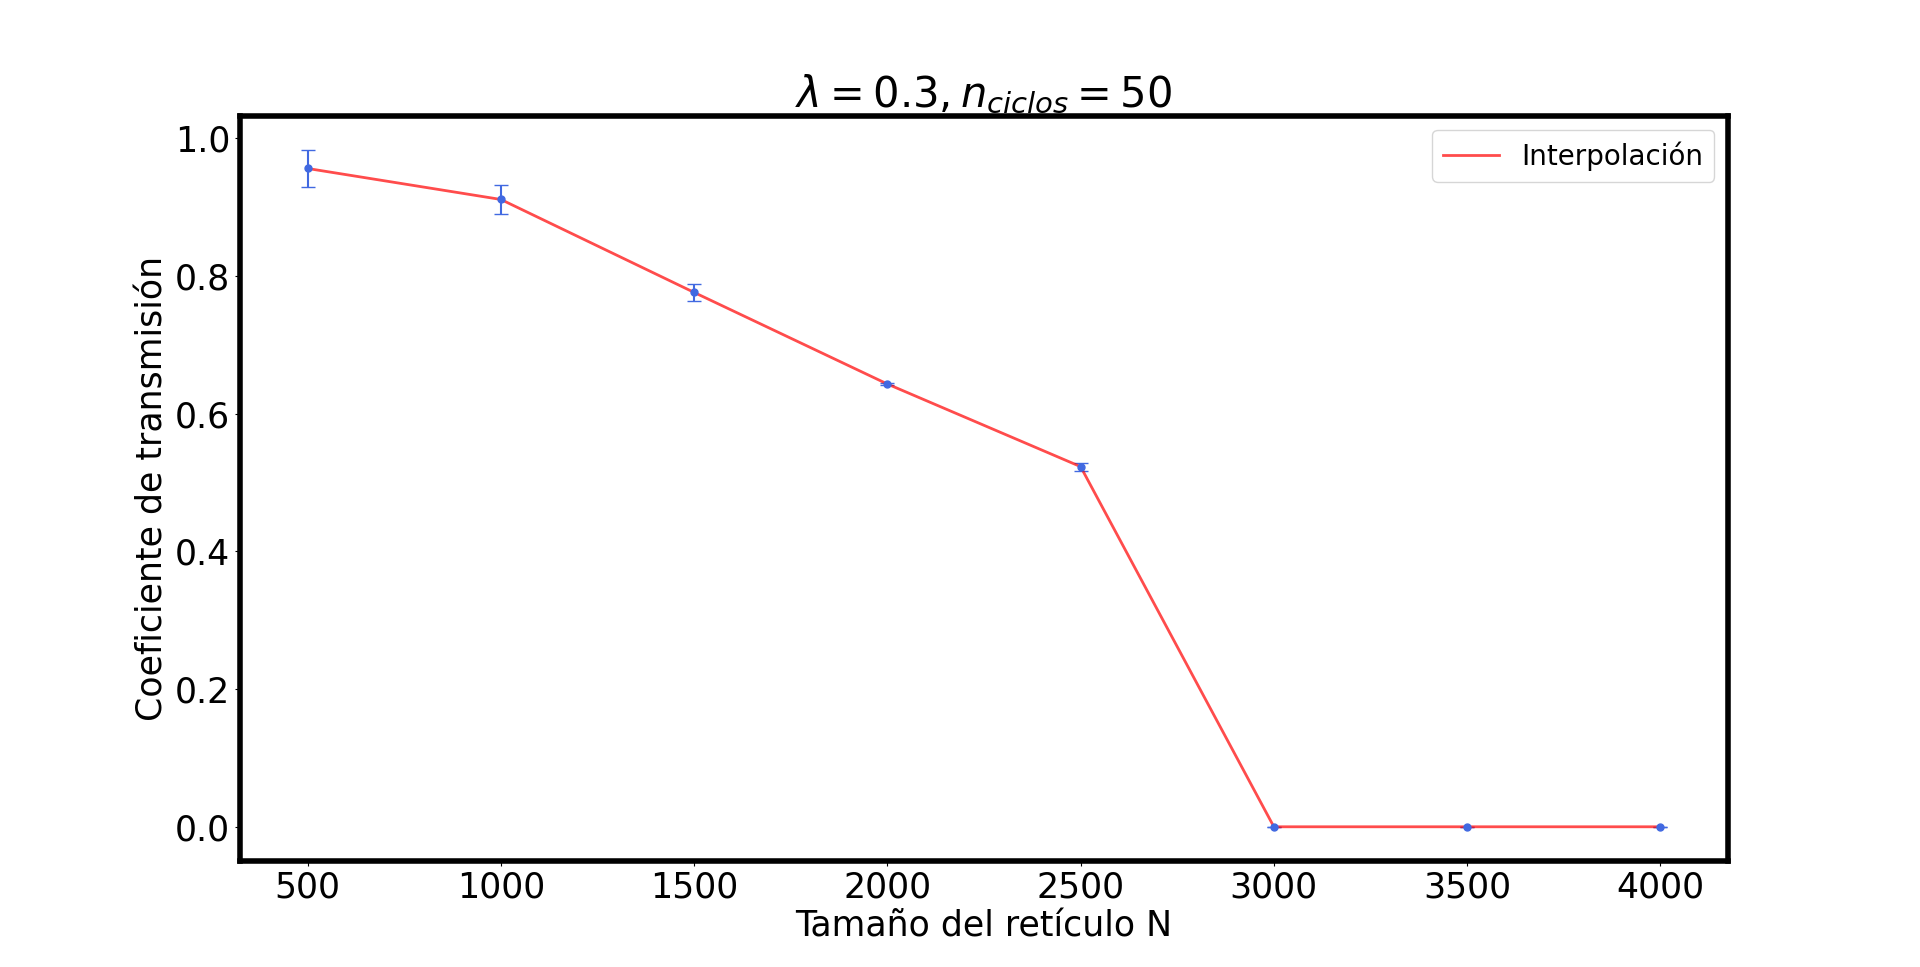 λ = 0.3, n_ciclos = 50
Interpolación
Coeficiente de transmisión
1.0
0.8
0.6
0.4
0.2
0.0
500 1000 1500 2000 2500 3000 3500 4000
Tamaño del retículo N